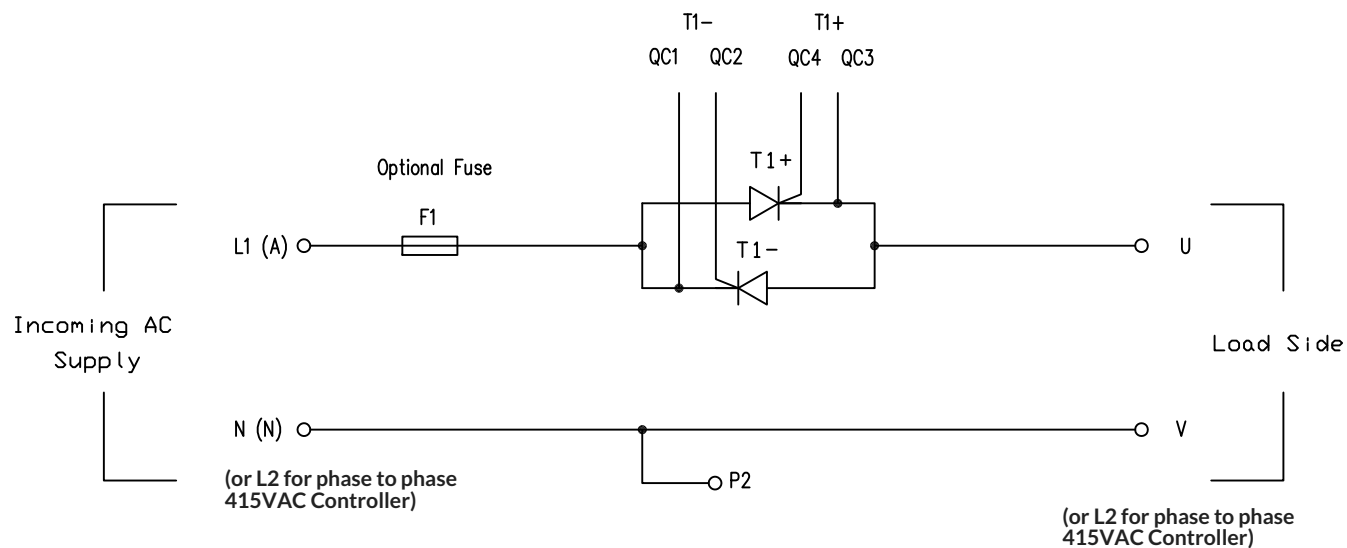 T1- T1+
QC1 QC2 QC4 QC3
Optional Fuse
T1+
F1
L1 (A)
T1-
U
Incoming AC
Supply
Load Side
N (N)
V
(or L2 for phase to phase
415VAC Controller)
P2
(or L2 for phase to phase
415VAC Controller)